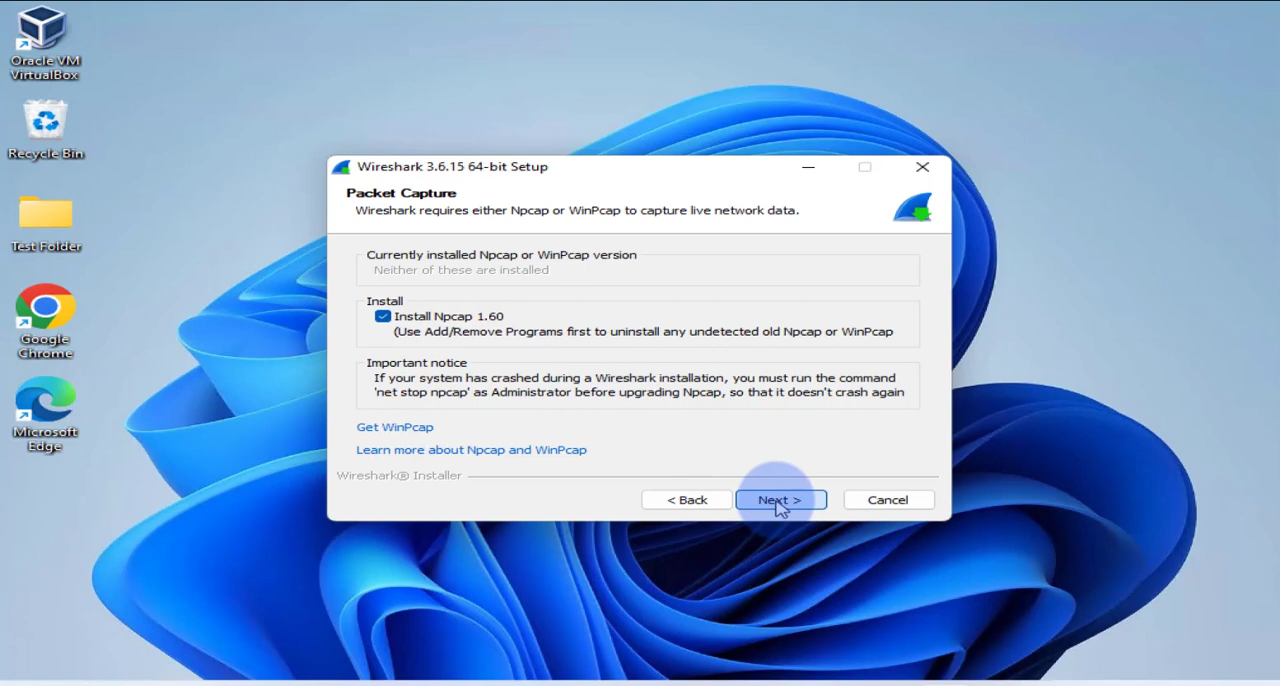 Oracle VM
VirtualBox
Recycle Bin
Test Folder
Google
Chrome
Microsoft
Edge
Wireshark 3.6.15 64-bit Setup
Packet Capture
Wireshark requires either Npcap or WinPcap to capture live network data.
Currently installed Npcap or WinPcap version
Neither of these are installed
Install
Install Npcap 1.60
(Use Add/Remove Programs first to uninstall any undetected old Npcap or WinPcap
Important notice
If your system has crashed during a Wireshark installation, you must run the command
'net stop npcap' as Administrator before upgrading Npcap, so that it doesn't crash again
Get WinPcap
Learn more about Npcap and WinPcap
Wireshark® Installer
< Back
Next >
Cancel